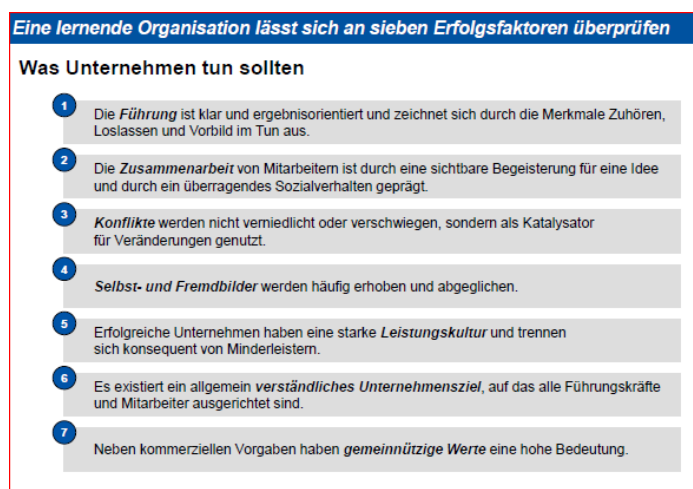 Eine lernende Organisation lässt sich an sieben Erfolgsfaktoren überprüfen
Was Unternehmen tun sollten
1
Die Führung ist klar und ergebnisorientiert und zeichnet sich durch die Merkmale Zuhören,
Loslassen und Vorbild im Tun aus.
2
Die Zusammenarbeit von Mitarbeitern ist durch eine sichtbare Begeisterung für eine Idee
und durch ein überragendes Sozialverhalten geprägt.
3
Konflikte werden nicht verniedlicht oder verschwiegen, sondern als Katalysator
für Veränderungen genutzt.
4
Selbst- und Fremdbilder werden häufig erhoben und abgeglichen.
5
Erfolgreiche Unternehmen haben eine starke Leistungskultur und trennen
sich konsequent von Minderleistern.
6
Es existiert ein allgemein verständliches Unternehmensziel, auf das alle Führungskräfte
und Mitarbeiter ausgerichtet sind.
7
Neben kommerziellen Vorgaben haben gemeinnützige Werte eine hohe Bedeutung.